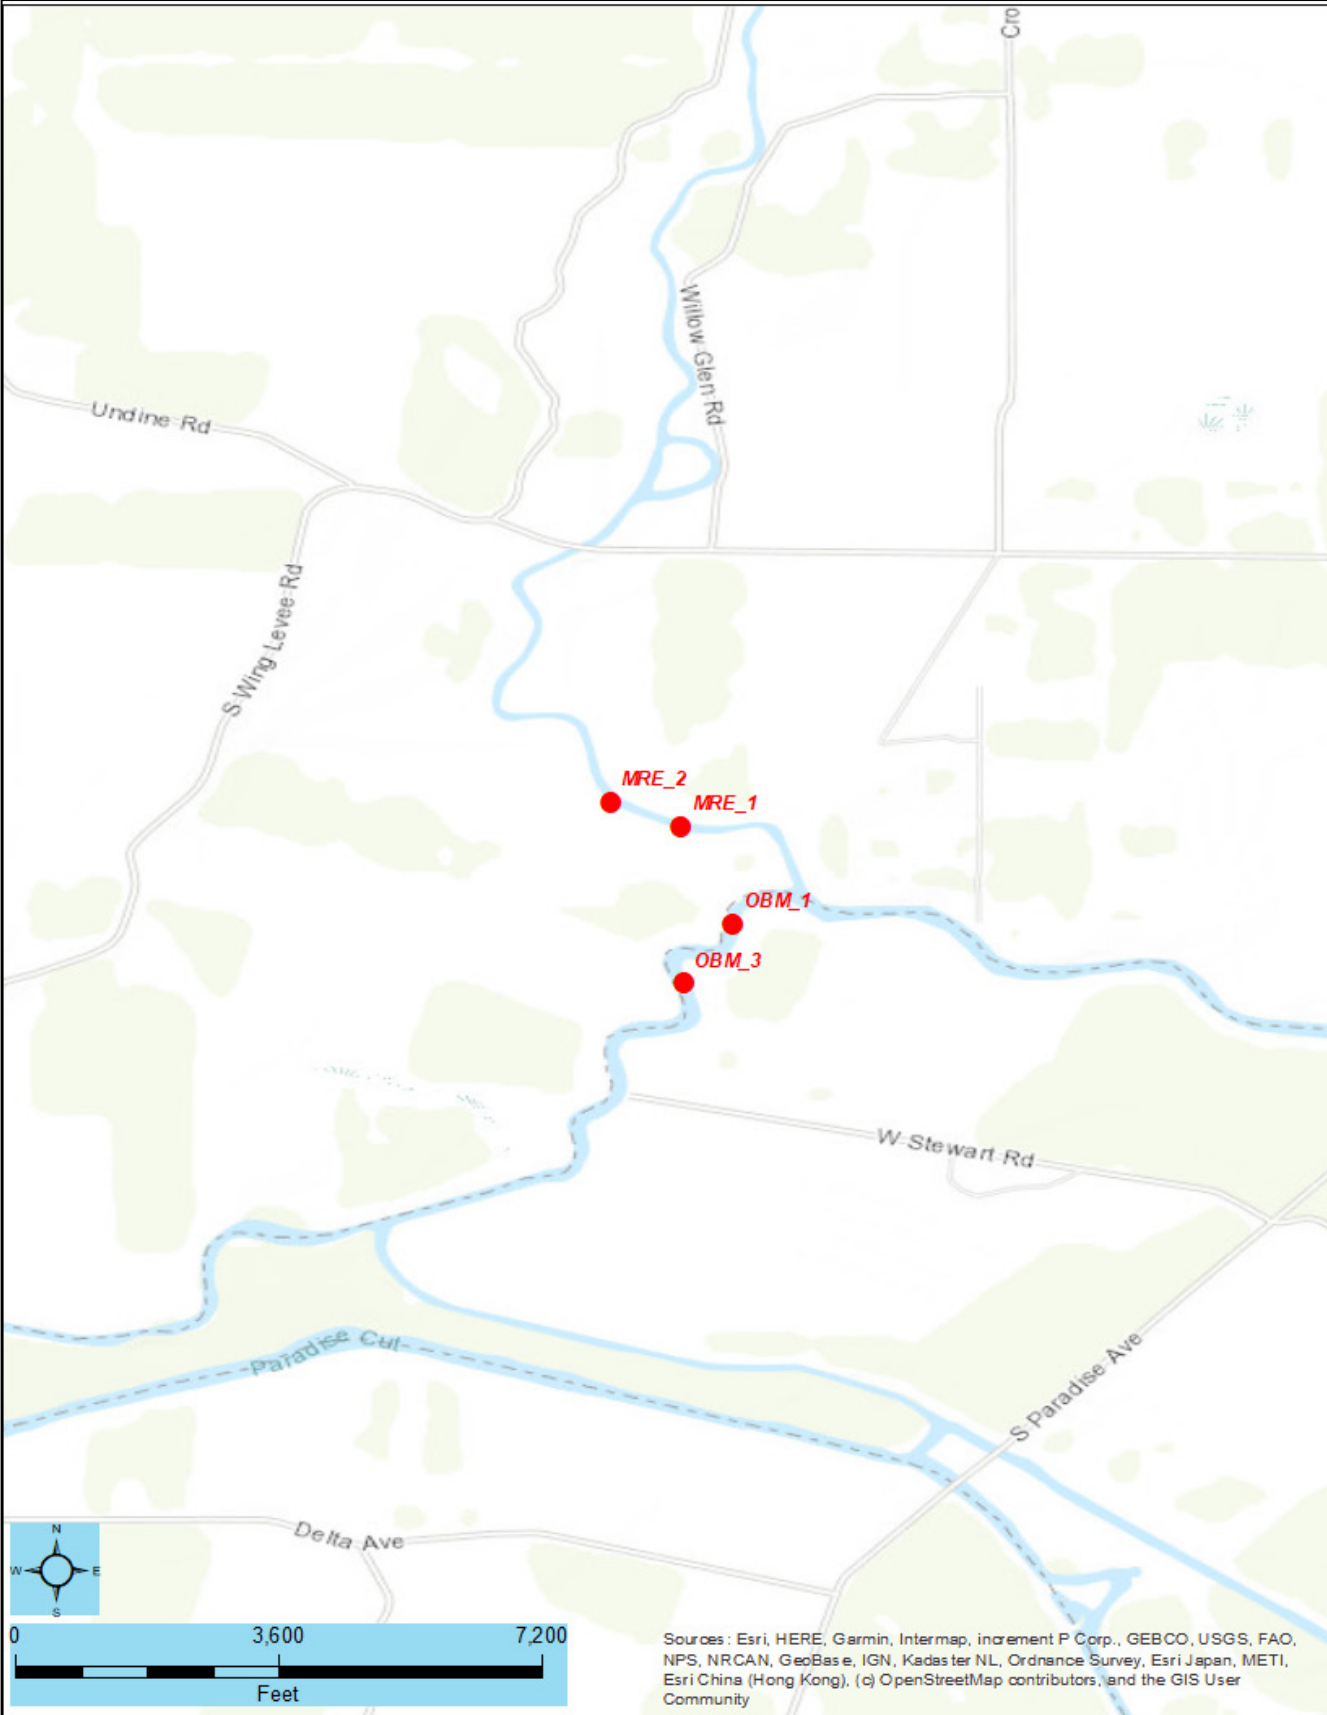 Cro
Willow Glen Rd
Undine Rd
S Wing Levee Rd
MRE_2
MRE_1
OBM_1
OBM_3
W Stewart Rd
Paradise Cut
S Paradise Ave
Delta Ave
N
W E
S
0 3,600 7,200
Feet
Sources: Esri, HERE, Garmin, Intermap, increment P Corp., GEBCO, USGS, FAO,
NPS, NRCAN, GeoBase, IGN, Kadaster NL, Ordnance Survey, Esri Japan, METI,
Esri China (Hong Kong), (c) OpenStreetMap contributors, and the GIS User
Community